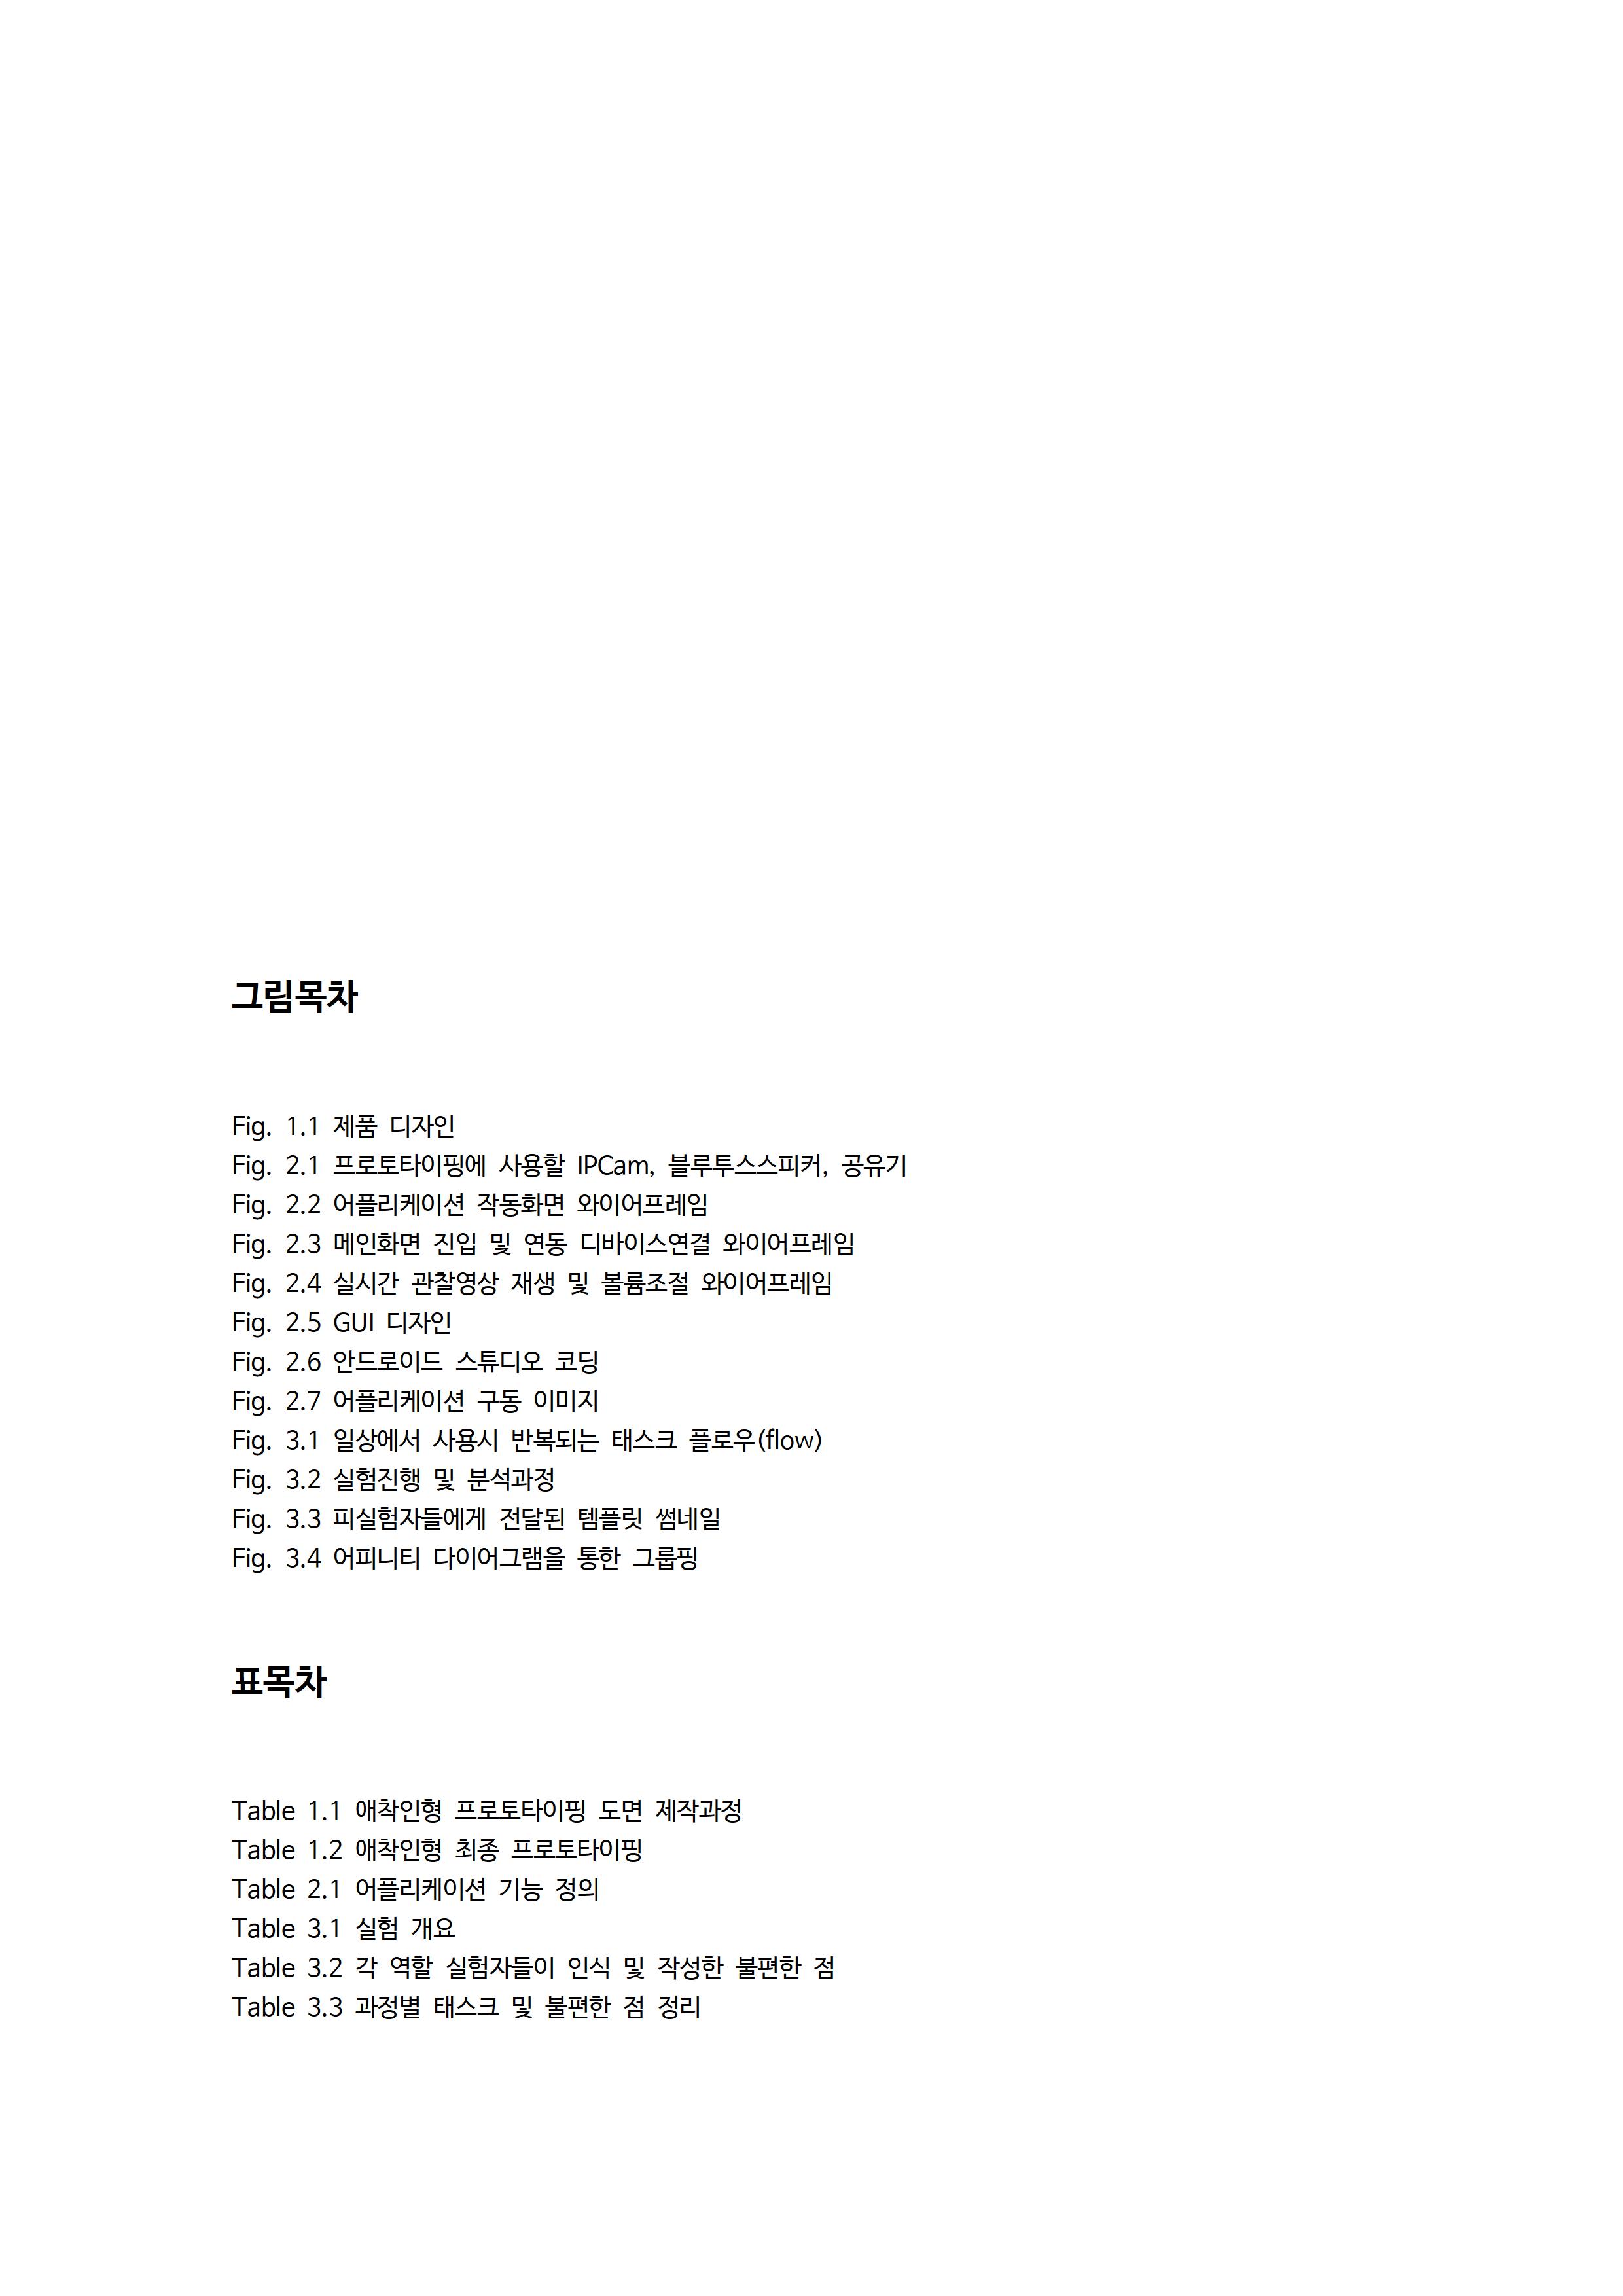 그림목차
Fig. 1.1 제품 디자인
Fig. 2.1 프로토타이핑에 사용할 IPCam, 블루투스스피커, 공유기
Fig. 2.2 어플리케이션 작동화면 와이어프레임
Fig. 2.3 메인화면 진입 및 연동 디바이스연결 와이어프레임
Fig. 2.4 실시간 관찰영상 재생 및 볼륨조절 와이어프레임
Fig. 2.5 GUI 디자인
Fig. 2.6 안드로이드 스튜디오 코딩
Fig. 2.7 어플리케이션 구동 이미지
Fig. 3.1 일상에서 사용시 반복되는 태스크 플로우(flow)
Fig. 3.2 실험진행 및 분석과정
Fig. 3.3 피실험자들에게 전달된 템플릿 썸네일
Fig. 3.4 어피니티 다이어그램을 통한 그룹핑
표목차
Table 1.1 애착인형 프로토타이핑 도면 제작과정
Table 1.2 애착인형 최종 프로토타이핑
Table 2.1 어플리케이션 기능 정의
Table 3.1 실험 개요
Table 3.2 각 역할 실험자들이 인식 및 작성한 불편한 점
Table 3.3 과정별 태스크 및 불편한 점 정리